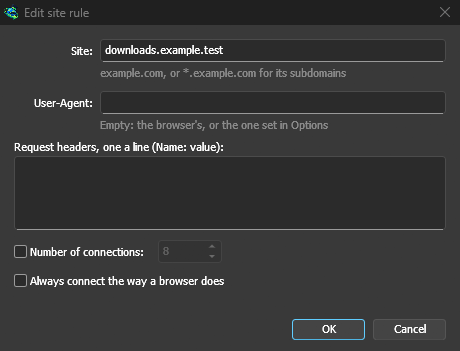 Edit site rule
Site: downloads.example.test
example.com, or *.example.com for its subdomains
User-Agent:
Empty: the browser's, or the one set in Options
Request headers, one a line (Name: value):
Number of connections: 8
Always connect the way a browser does
OK Cancel